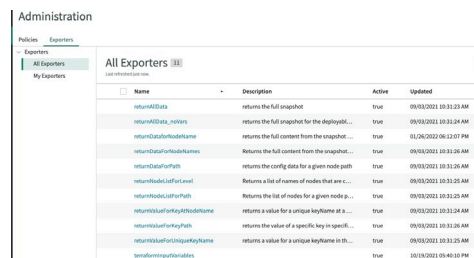 Administration
Policies Exporters
Exporters
All Exporters
My Exporters
All Exporters 11
Last refreshed just now.
Name Description Active Updated
returnAllData returns the full snapshot true 09/03/2021 10:31:23 AM
returnAllData_noVars returns the full snapshot for the deployabl... true 09/03/2021 10:31:24 AM
returnDataforNodeName returns the full content from the snapshot ... true 01/26/2022 06:12:07 PM
returnDataForNodeNames Returns the full content from the snapshot... true 09/03/2021 10:31:26 AM
returnDataForPath returns the config data for a given node path true 09/03/2021 10:31:26 AM
returnNodeListForLevel Returns a list of names of nodes that are c... true 09/03/2021 10:31:25 AM
returnNodeListForPath Returns the list of nodes for a given node p... true 09/03/2021 10:31:25 AM
returnValueForKeyAtNodeName returns a value for a unique keyName at a ... true 09/03/2021 10:31:24 AM
returnValueForKeyPath returns the value of a specific key in specifi... true 09/03/2021 10:31:26 AM
returnValueForUniqueKeyName returns a value for a unique keyName in th... true 09/03/2021 10:31:25 AM
terraformInputVariables true 10/19/2021 05:40:10 PM